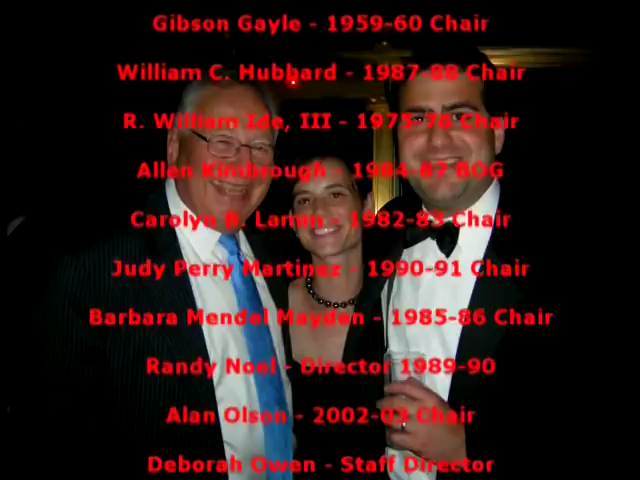 Gibson Gayle - 1959-60 Chair
William C. Hubbard - 1987-88 Chair
R. William Ide, III - 1975-76 Chair
Allen Kimbrough - 1984-87 BOG
Carolyn B. Lamm - 1982-83 Chair
Judy Perry Martinez - 1990-91 Chair
Barbara Mendel Mayden - 1985-86 Chair
Randy Noel - Director 1989-90
Alan Olson - 2002-03 Chair
Deborah Owen - Staff Director